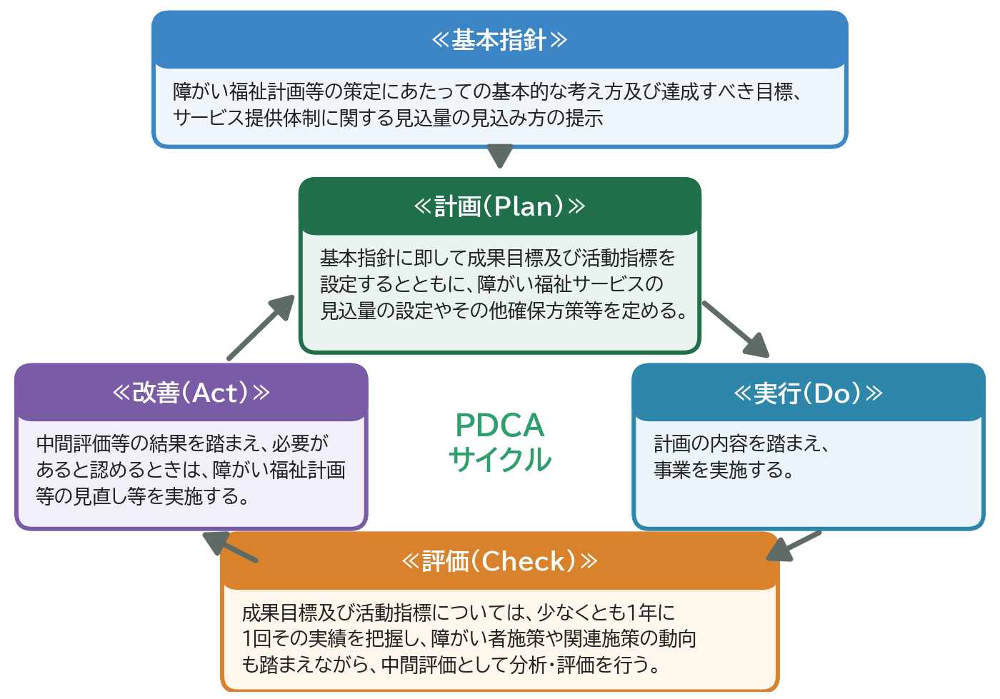 ≪基本指針≫
障がい福祉計画等の策定にあたっての基本的な考え方及び達成すべき目標、
サービス提供体制に関する見込量の見込み方の提示
≪計画(Plan)≫
基本指針に即して成果目標及び活動指標を
設定するとともに、障がい福祉サービスの
見込量の設定やその他確保方策等を定める。
≪改善(Act)≫
中間評価等の結果を踏まえ、必要が
あると認めるときは、障がい福祉計画
等の見直し等を実施する。
PDCA
サイクル
≪実行(Do)≫
計画の内容を踏まえ、
事業を実施する。
≪評価(Check)≫
成果目標及び活動指標については、少なくとも1年に
1回その実績を把握し、障がい者施策や関連施策の動向
も踏まえながら、中間評価として分析・評価を行う。